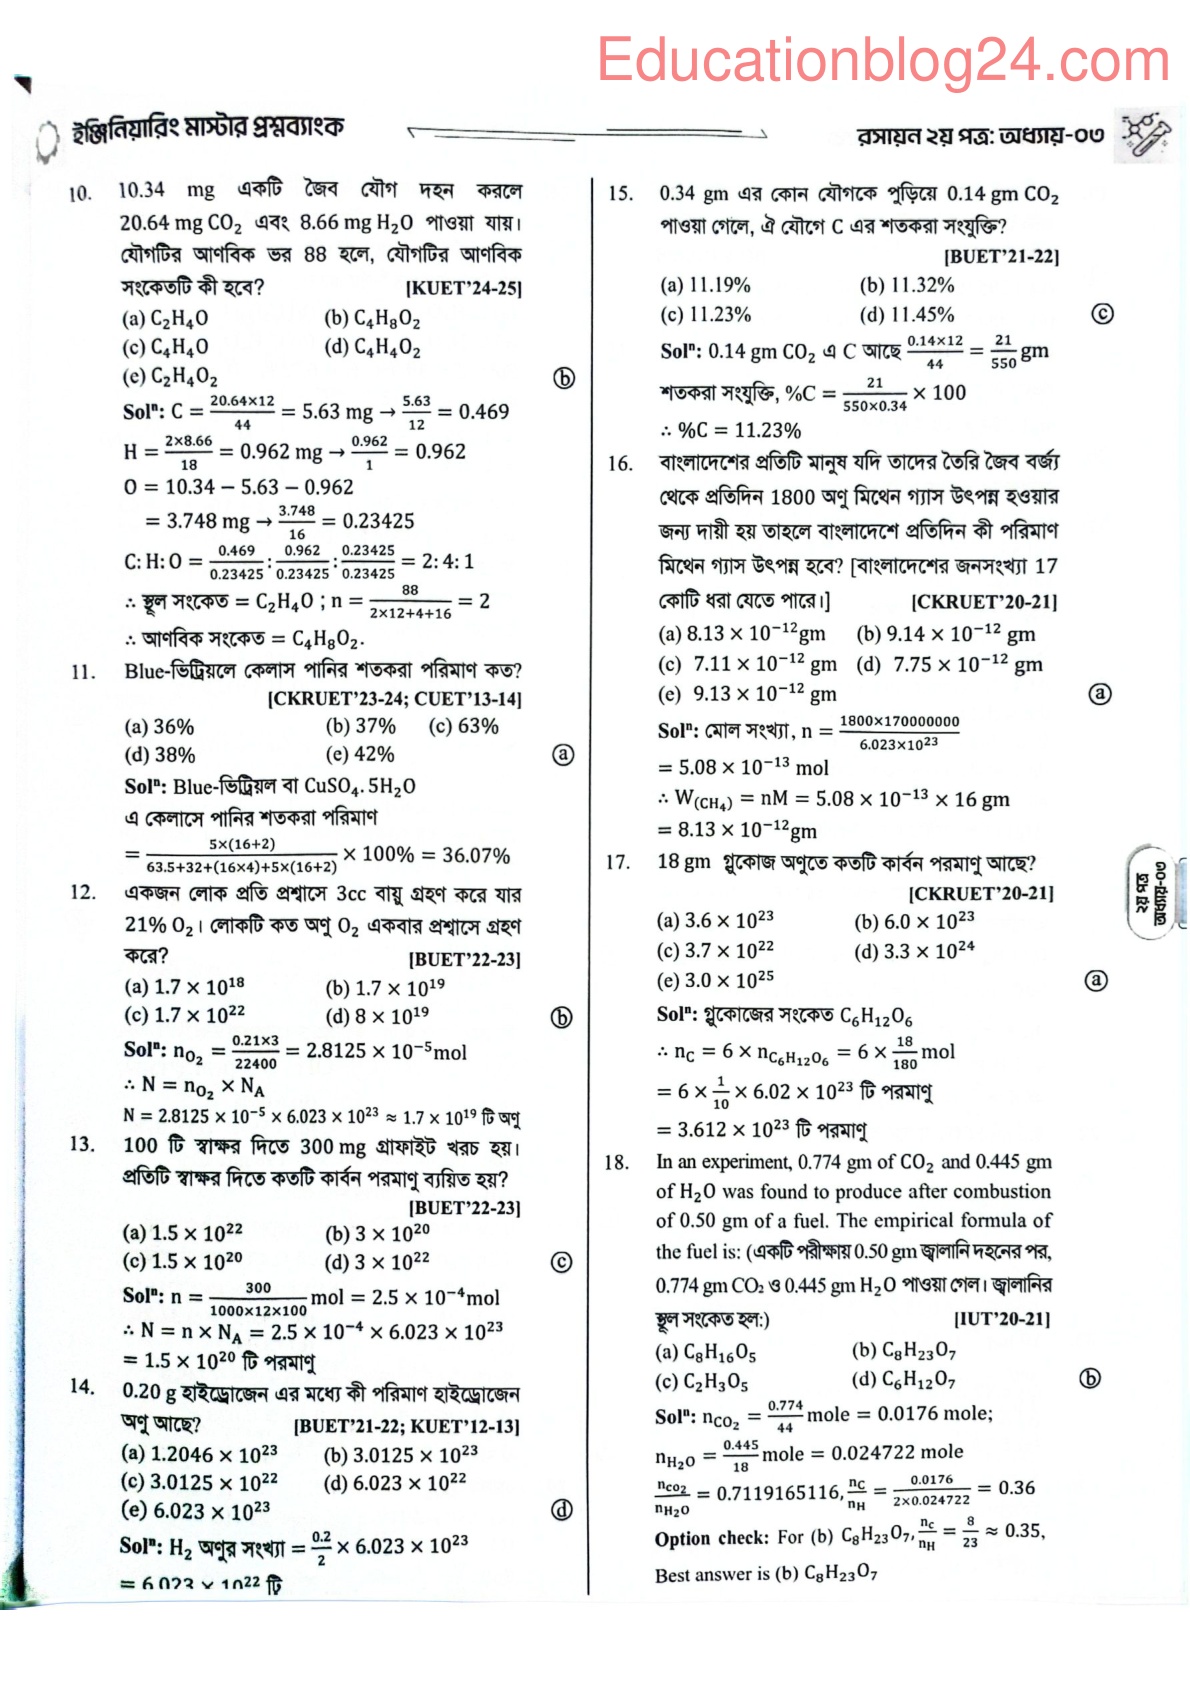 Educationblog24.com
ইঞ্জিনিয়ারিং মাস্টার প্রশ্নব্যাংক
রসায়ন ২য় পত্র: অধ্যায়-০৩
10. 10.34 mg একটি জৈব যৌগ দহন করলে
20.64 mg CO₂ এবং 8.66 mg H₂O পাওয়া যায়।
যৌগটির আণবিক ভর 88 হলে, যৌগটির আণবিক
সংকেতটি কী হবে? [KUET’24-25]
(a) C₂H₄O (b) C₄H₈O₂
(c) C₄H₄O (d) C₄H₄O₂
(e) C₂H₄O₂ ⓑ
Solⁿ: C = 20.64×12/44 = 5.63 mg → 5.63/12 = 0.469
H = 2×8.66/18 = 0.962 mg → 0.962/1 = 0.962
O = 10.34 − 5.63 − 0.962
= 3.748 mg → 3.748/16 = 0.23425
C: H: O = 0.469/0.23425 : 0.962/0.23425 : 0.23425/0.23425 = 2: 4: 1
∴ স্থূল সংকেত = C₂H₄O ; n = 88/2×12+4+16 = 2
∴ আণবিক সংকেত = C₄H₈O₂.
11. Blue-ভিট্রিয়লে কেলাস পানির শতকরা পরিমাণ কত?
[CKRUET’23-24; CUET’13-14]
(a) 36% (b) 37% (c) 63%
(d) 38% (e) 42% ⓐ
Solⁿ: Blue-ভিট্রিয়ল বা CuSO₄. 5H₂O
এ কেলাসে পানির শতকরা পরিমাণ
= 5×(16+2)/63.5+32+(16×4)+5×(16+2) × 100% = 36.07%
12. একজন লোক প্রতি প্রশ্বাসে 3cc বায়ু গ্রহণ করে যার
21% O₂। লোকটি কত অণু O₂ একবার প্রশ্বাসে গ্রহণ
করে? [BUET’22-23]
(a) 1.7 × 10¹⁸ (b) 1.7 × 10¹⁹
(c) 1.7 × 10²² (d) 8 × 10¹⁹ ⓑ
Solⁿ: n_O₂ = 0.21×3/22400 = 2.8125 × 10⁻⁵mol
∴ N = n_O₂ × N_A
N = 2.8125 × 10⁻⁵ × 6.023 × 10²³ ≈ 1.7 × 10¹⁹ টি অণু
13. 100 টি স্বাক্ষর দিতে 300 mg গ্রাফাইট খরচ হয়।
প্রতিটি স্বাক্ষর দিতে কতটি কার্বন পরমাণু ব্যয়িত হয়?
[BUET’22-23]
(a) 1.5 × 10²² (b) 3 × 10²⁰
(c) 1.5 × 10²⁰ (d) 3 × 10²² ⓒ
Solⁿ: n = 300/1000×12×100 mol = 2.5 × 10⁻⁴mol
∴ N = n × N_A = 2.5 × 10⁻⁴ × 6.023 × 10²³
= 1.5 × 10²⁰ টি পরমাণু
14. 0.20 g হাইড্রোজেন এর মধ্যে কী পরিমাণ হাইড্রোজেন
অণু আছে? [BUET’21-22; KUET’12-13]
(a) 1.2046 × 10²³ (b) 3.0125 × 10²³
(c) 3.0125 × 10²² (d) 6.023 × 10²²
(e) 6.023 × 10²³ ⓓ
Solⁿ: H₂ অণুর সংখ্যা = 0.2/2 × 6.023 × 10²³
= 6.023 × 10²² টি
15. 0.34 gm এর কোন যৌগকে পুড়িয়ে 0.14 gm CO₂
পাওয়া গেলে, ঐ যৌগে C এর শতকরা সংযুক্তি?
[BUET’21-22]
(a) 11.19% (b) 11.32%
(c) 11.23% (d) 11.45% ⓒ
Solⁿ: 0.14 gm CO₂ এ C আছে 0.14×12/44 = 21/550 gm
শতকরা সংযুক্তি, %C = 21/550×0.34 × 100
∴ %C = 11.23%
16. বাংলাদেশের প্রতিটি মানুষ যদি তাদের তৈরি জৈব বর্জ্য
থেকে প্রতিদিন 1800 অণু মিথেন গ্যাস উৎপন্ন হওয়ার
জন্য দায়ী হয় তাহলে বাংলাদেশে প্রতিদিন কী পরিমাণ
মিথেন গ্যাস উৎপন্ন হবে? [বাংলাদেশের জনসংখ্যা 17
কোটি ধরা যেতে পারে।] [CKRUET’20-21]
(a) 8.13 × 10⁻¹²gm (b) 9.14 × 10⁻¹² gm
(c) 7.11 × 10⁻¹² gm (d) 7.75 × 10⁻¹² gm
(e) 9.13 × 10⁻¹² gm ⓐ
Solⁿ: মোল সংখ্যা, n = 1800×170000000/6.023×10²³
= 5.08 × 10⁻¹³ mol
∴ W_(CH₄) = nM = 5.08 × 10⁻¹³ × 16 gm
= 8.13 × 10⁻¹²gm
17. 18 gm গ্লুকোজ অণুতে কতটি কার্বন পরমাণু আছে?
[CKRUET’20-21]
(a) 3.6 × 10²³ (b) 6.0 × 10²³
(c) 3.7 × 10²² (d) 3.3 × 10²⁴
(e) 3.0 × 10²⁵ ⓐ
Solⁿ: গ্লুকোজের সংকেত C₆H₁₂O₆
∴ n_C = 6 × n_C₆H₁₂O₆ = 6 × 18/180 mol
= 6 × 1/10 × 6.02 × 10²³ টি পরমাণু
= 3.612 × 10²³ টি পরমাণু
18. In an experiment, 0.774 gm of CO₂ and 0.445 gm
of H₂O was found to produce after combustion
of 0.50 gm of a fuel. The empirical formula of
the fuel is: (একটি পরীক্ষায় 0.50 gm জ্বালানি দহনের পর,
0.774 gm CO₂ ও 0.445 gm H₂O পাওয়া গেল। জ্বালানির
স্থূল সংকেত হল:) [IUT’20-21]
(a) C₈H₁₆O₅ (b) C₈H₂₃O₇
(c) C₂H₃O₅ (d) C₆H₁₂O₇ ⓑ
Solⁿ: n_CO₂ = 0.774/44 mole = 0.0176 mole;
n_H₂O = 0.445/18 mole = 0.024722 mole
n_CO₂/n_H₂O = 0.7119165116, n_C/n_H = 0.0176/2×0.024722 = 0.36
Option check: For (b) C₈H₂₃O₇, n_C/n_H = 8/23 ≈ 0.35,
Best answer is (b) C₈H₂₃O₇
২য় পত্র
অধ্যায়-০৩